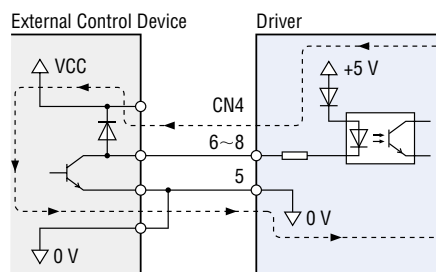 External Control Device
Driver
VCC
+5 V
CN4
6~8
5
0 V
0 V